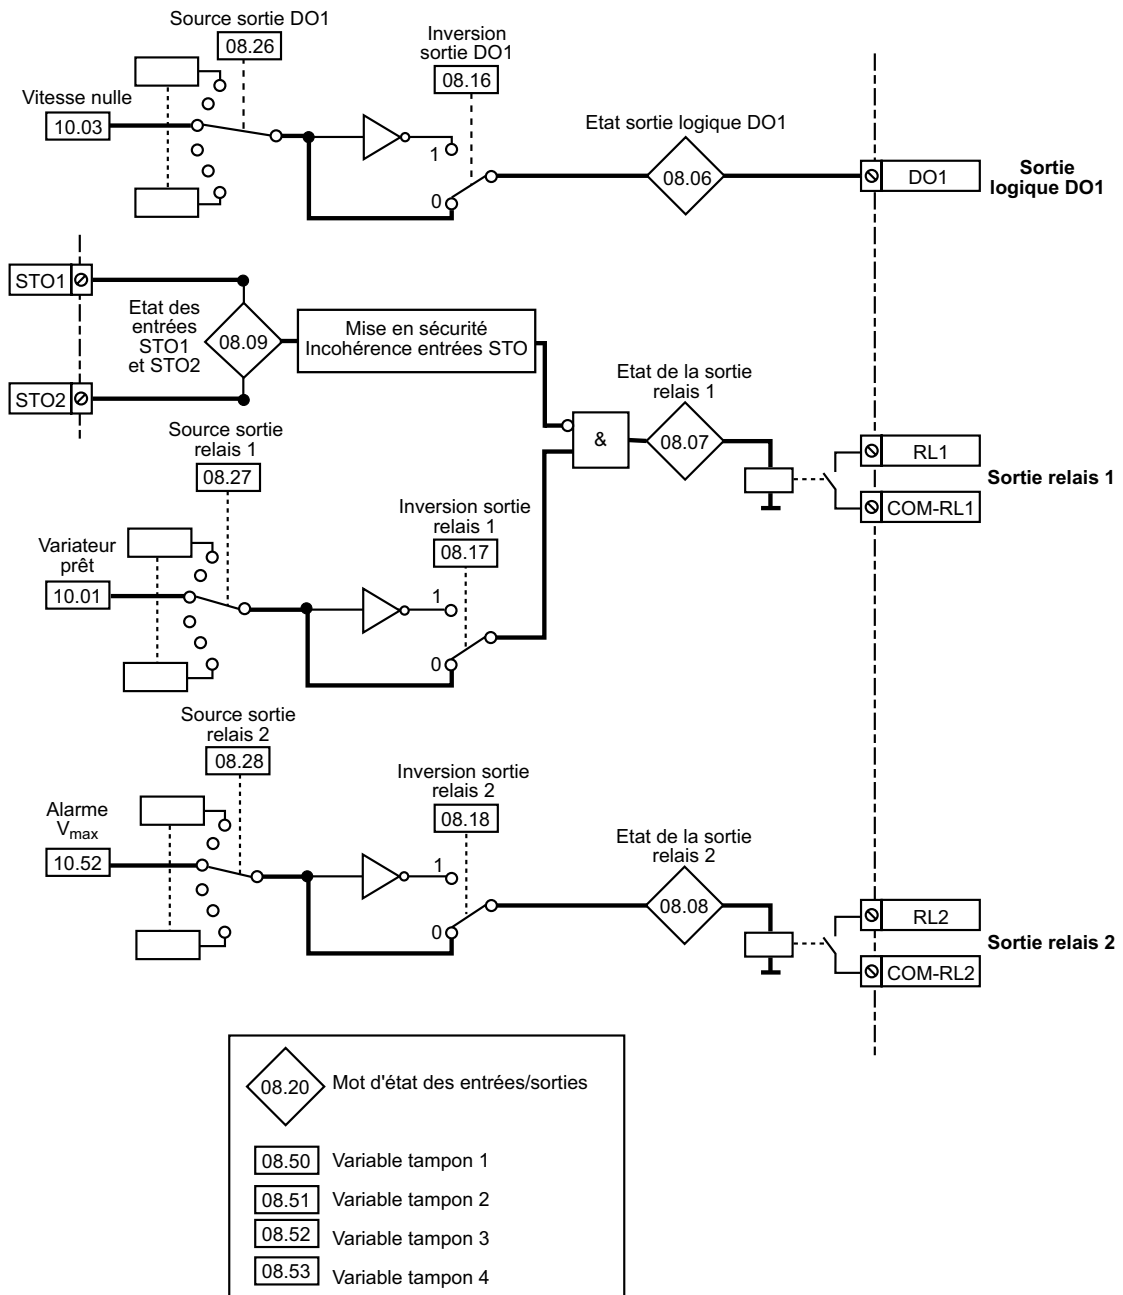 Source sortie DO1
08.26
Inversion
sortie DO1
08.16
Vitesse nulle
10.03
1
0
Etat sortie logique DO1
08.06
DO1
Sortie
logique DO1
STO1
Etat des
entrées
STO1
et STO2
08.09
Mise en sécurité
Incohérence entrées STO
STO2
Source sortie
relais 1
08.27
&
Etat de la sortie
relais 1
08.07
RL1
COM-RL1
Sortie relais 1
Inversion sortie
relais 1
08.17
Variateur
prêt
10.01
1
0
Source sortie
relais 2
08.28
Inversion sortie
relais 2
08.18
Alarme
Vmax
10.52
1
0
Etat de la sortie
relais 2
08.08
RL2
COM-RL2
Sortie relais 2
08.20 Mot d'état des entrées/sorties
08.50 Variable tampon 1
08.51 Variable tampon 2
08.52 Variable tampon 3
08.53 Variable tampon 4